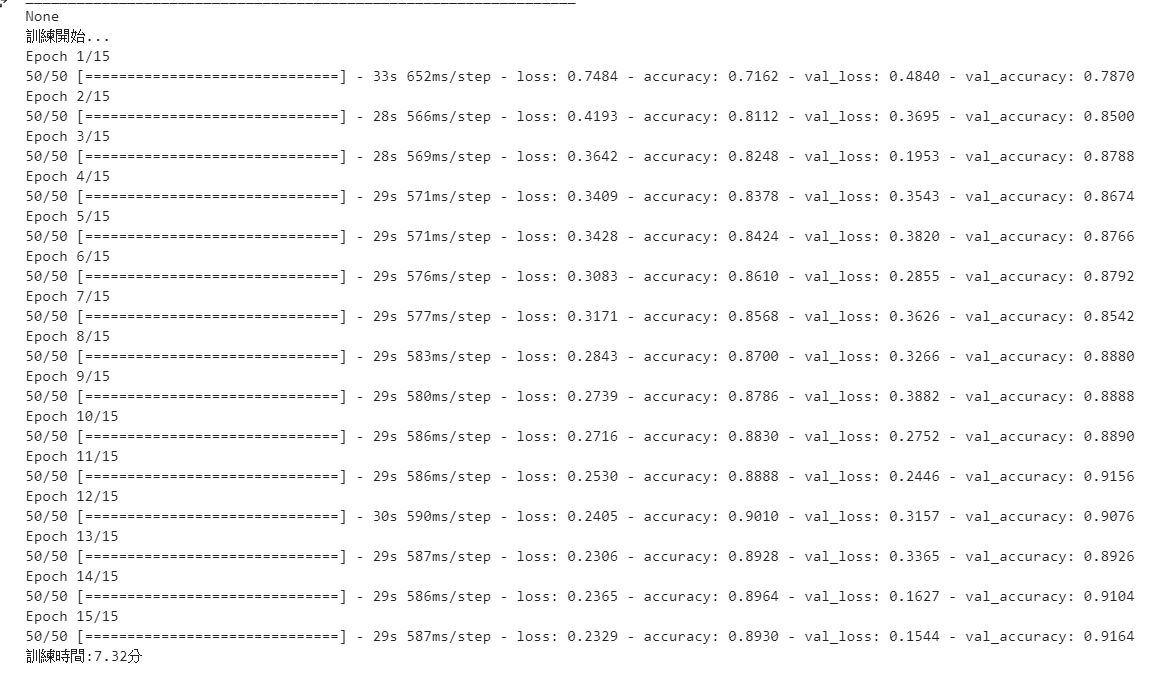 None
訓練開始...
Epoch 1/15
50/50 [==============================] - 33s 652ms/step - loss: 0.7484 - accuracy: 0.7162 - val_loss: 0.4840 - val_accuracy: 0.7870
Epoch 2/15
50/50 [==============================] - 28s 566ms/step - loss: 0.4193 - accuracy: 0.8112 - val_loss: 0.3695 - val_accuracy: 0.8500
Epoch 3/15
50/50 [==============================] - 28s 569ms/step - loss: 0.3642 - accuracy: 0.8248 - val_loss: 0.1953 - val_accuracy: 0.8788
Epoch 4/15
50/50 [==============================] - 29s 571ms/step - loss: 0.3409 - accuracy: 0.8378 - val_loss: 0.3543 - val_accuracy: 0.8674
Epoch 5/15
50/50 [==============================] - 29s 571ms/step - loss: 0.3428 - accuracy: 0.8424 - val_loss: 0.3820 - val_accuracy: 0.8766
Epoch 6/15
50/50 [==============================] - 29s 576ms/step - loss: 0.3083 - accuracy: 0.8610 - val_loss: 0.2855 - val_accuracy: 0.8792
Epoch 7/15
50/50 [==============================] - 29s 577ms/step - loss: 0.3171 - accuracy: 0.8568 - val_loss: 0.3626 - val_accuracy: 0.8542
Epoch 8/15
50/50 [==============================] - 29s 583ms/step - loss: 0.2843 - accuracy: 0.8700 - val_loss: 0.3266 - val_accuracy: 0.8880
Epoch 9/15
50/50 [==============================] - 29s 580ms/step - loss: 0.2739 - accuracy: 0.8786 - val_loss: 0.3882 - val_accuracy: 0.8888
Epoch 10/15
50/50 [==============================] - 29s 586ms/step - loss: 0.2716 - accuracy: 0.8830 - val_loss: 0.2752 - val_accuracy: 0.8890
Epoch 11/15
50/50 [==============================] - 29s 586ms/step - loss: 0.2530 - accuracy: 0.8888 - val_loss: 0.2446 - val_accuracy: 0.9156
Epoch 12/15
50/50 [==============================] - 30s 590ms/step - loss: 0.2405 - accuracy: 0.9010 - val_loss: 0.3157 - val_accuracy: 0.9076
Epoch 13/15
50/50 [==============================] - 29s 587ms/step - loss: 0.2306 - accuracy: 0.8928 - val_loss: 0.3365 - val_accuracy: 0.8926
Epoch 14/15
50/50 [==============================] - 29s 586ms/step - loss: 0.2365 - accuracy: 0.8964 - val_loss: 0.1627 - val_accuracy: 0.9104
Epoch 15/15
50/50 [==============================] - 29s 587ms/step - loss: 0.2329 - accuracy: 0.8930 - val_loss: 0.1544 - val_accuracy: 0.9164
訓練時間:7.32分